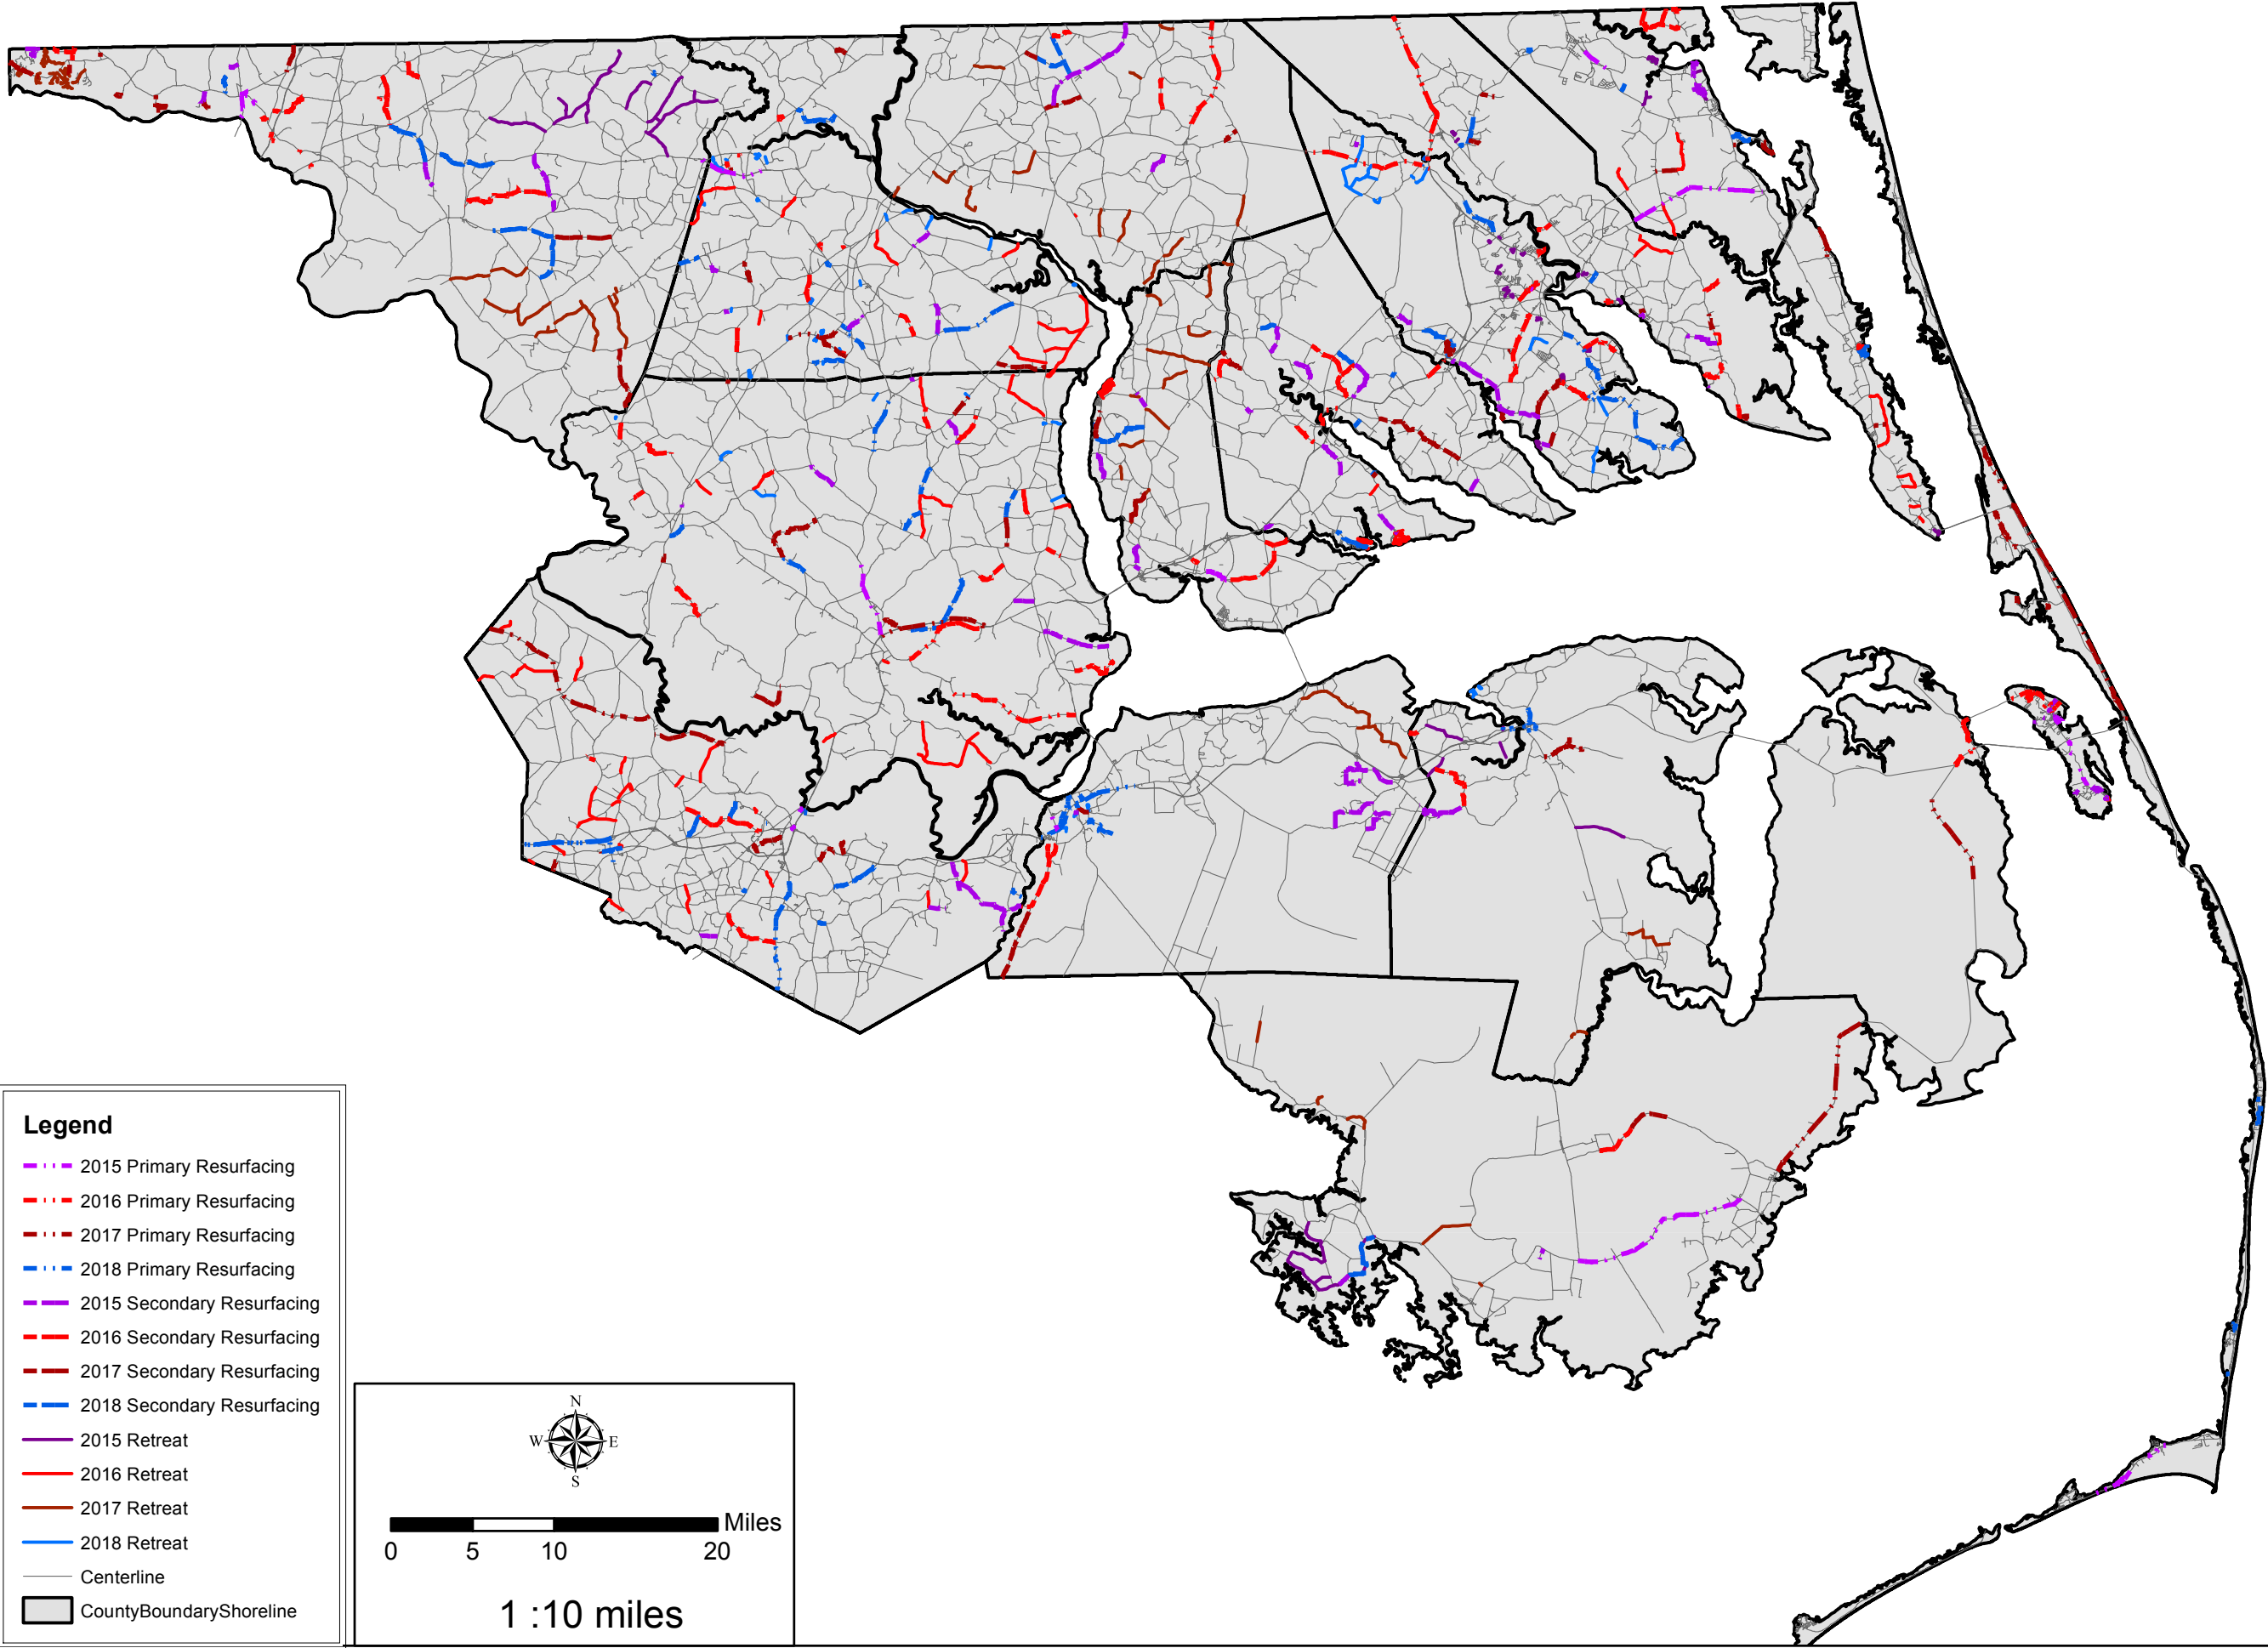 Legend
2015 Primary Resurfacing
2016 Primary Resurfacing
2017 Primary Resurfacing
2018 Primary Resurfacing
2015 Secondary Resurfacing
2016 Secondary Resurfacing
2017 Secondary Resurfacing
2018 Secondary Resurfacing
2015 Retreat
2016 Retreat
2017 Retreat
2018 Retreat
Centerline
CountyBoundaryShoreline
N
W E
S
Miles
0 5 10 20
1 :10 miles